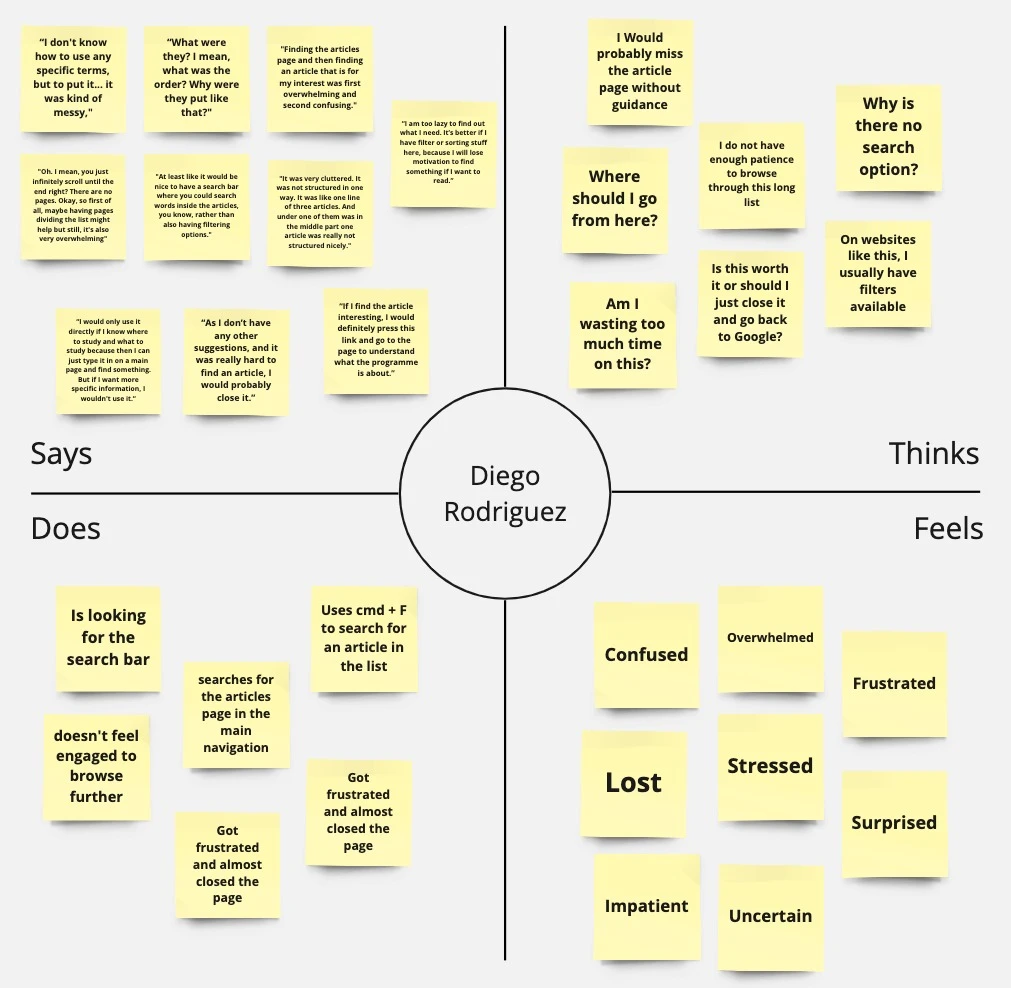 “I don't know
how to use any
specific terms,
but to put it... it
was kind of
messy,"
“What were
they? I mean,
what was the
order? Why were
they put like
that?"
"Finding the articles
page and then finding
an article that is for
my interest was first
overwhelming and
second confusing."
"I am too lazy to find out
what I need. It’s better if I
have filter or sorting stuff
here, because I will lose
motivation to find
something if I want to
read."
"Oh. I mean, you just
infinitely scroll until the
end right? There are no
pages. Okay, so first of
all, maybe having pages
dividing the list might
help but still, it's also
very overwhelming"
"At least like it would be
nice to have a search bar
where you could search
words inside the articles,
you know, rather than
also having filtering
options."
"It was very cluttered. It
was not structured in one
way. It was like one line
of three articles. And
under one of them was in
the middle part one
article was really not
structured nicely."
"I would only use it
directly if I know where
to study and what to
study because then I can
just type it in on a main
page and find something.
But if I want more
specific information, I
wouldn't use it.”
“As I don’t have
any other
suggestions, and it
was really hard to
find an article, I
would probably
close it.”
"If I find the article
interesting, I would
definitely press this
link and go to the
page to understand
what the programme
is about.”
Says
I Would
probably miss
the article
page without
guidance
Where
should I go
from here?
I do not have
enough patience
to browse
through this long
list
Why is
there no
search
option?
Am I
wasting too
much time
on this?
Is this worth
it or should I
just close it
and go back
to Google?
On websites
like this, I
usually have
filters
available
Thinks
Diego
Rodriguez
Does
Is looking
for the
search bar
Uses cmd + F
to search for
an article in
the list
searches for
the articles
page in the
main
navigation
doesn't feel
engaged to
browse
further
Got
frustrated
and almost
closed the
page
Got
frustrated
and almost
closed the
page
Feels
Confused
Overwhelmed
Frustrated
Lost
Stressed
Surprised
Impatient
Uncertain